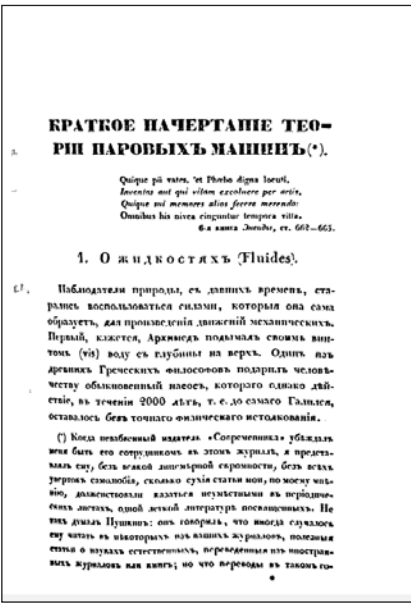 КРАТКОЕ НАЧЕРТАНІЕ ТЕО-
РІИ ПАРОВЫХЪ МАШИНЪ(*).
Quique pii vates, et Phœbo digna locuti,
Inventas aut qui vitam excoluere per artis,
Quique sui memores alios fecere merendo:
Omnibus his nivea cinguntur tempora vitta.
6-я книга Энеиды, ст. 662—665.
1. О жидкостяхъ (Fluides).
Наблюдатели природы, съ давнихъ временъ, ста-
рались воспользоваться силами, которыя она сама
образуетъ, для произведенія движеній механическихъ.
Первый, кажется, Архимедъ подымалъ своимъ вин-
томъ (vis) воду съ глубины на верхъ. Одинъ изъ
древнихъ Греческихъ философовъ подарилъ человѣ-
честву обыкновенный насосъ, котораго однако дѣй-
ствіе, въ теченіи 2000 лѣтъ, т. е. до самаго Галилея,
оставалось безъ точнаго физическаго истолкованія.
(*) Когда незабвенный издатель «Современника» убѣждалъ
меня быть его сотрудникомъ въ этомъ журналѣ, я предста-
влялъ ему, безъ всякой лицемѣрной скромности, безъ всѣхъ
увертокъ самолюбія, сколько сухія статьи мои, по моему мнѣ-
нію, долженствовали казаться неумѣстными въ періодиче-
скихъ листахъ, одной легкой литературѣ посвященныхъ. Не
такъ думалъ Пушкинъ: онъ говорилъ, что иногда случалось
ему читать въ нѣкоторыхъ изъ нашихъ журналовъ, полезныя
статьи о наукахъ естественныхъ, переведенныя изъ иностран-
ныхъ журналовъ или книгъ; но что переводы въ такомъ го-
*